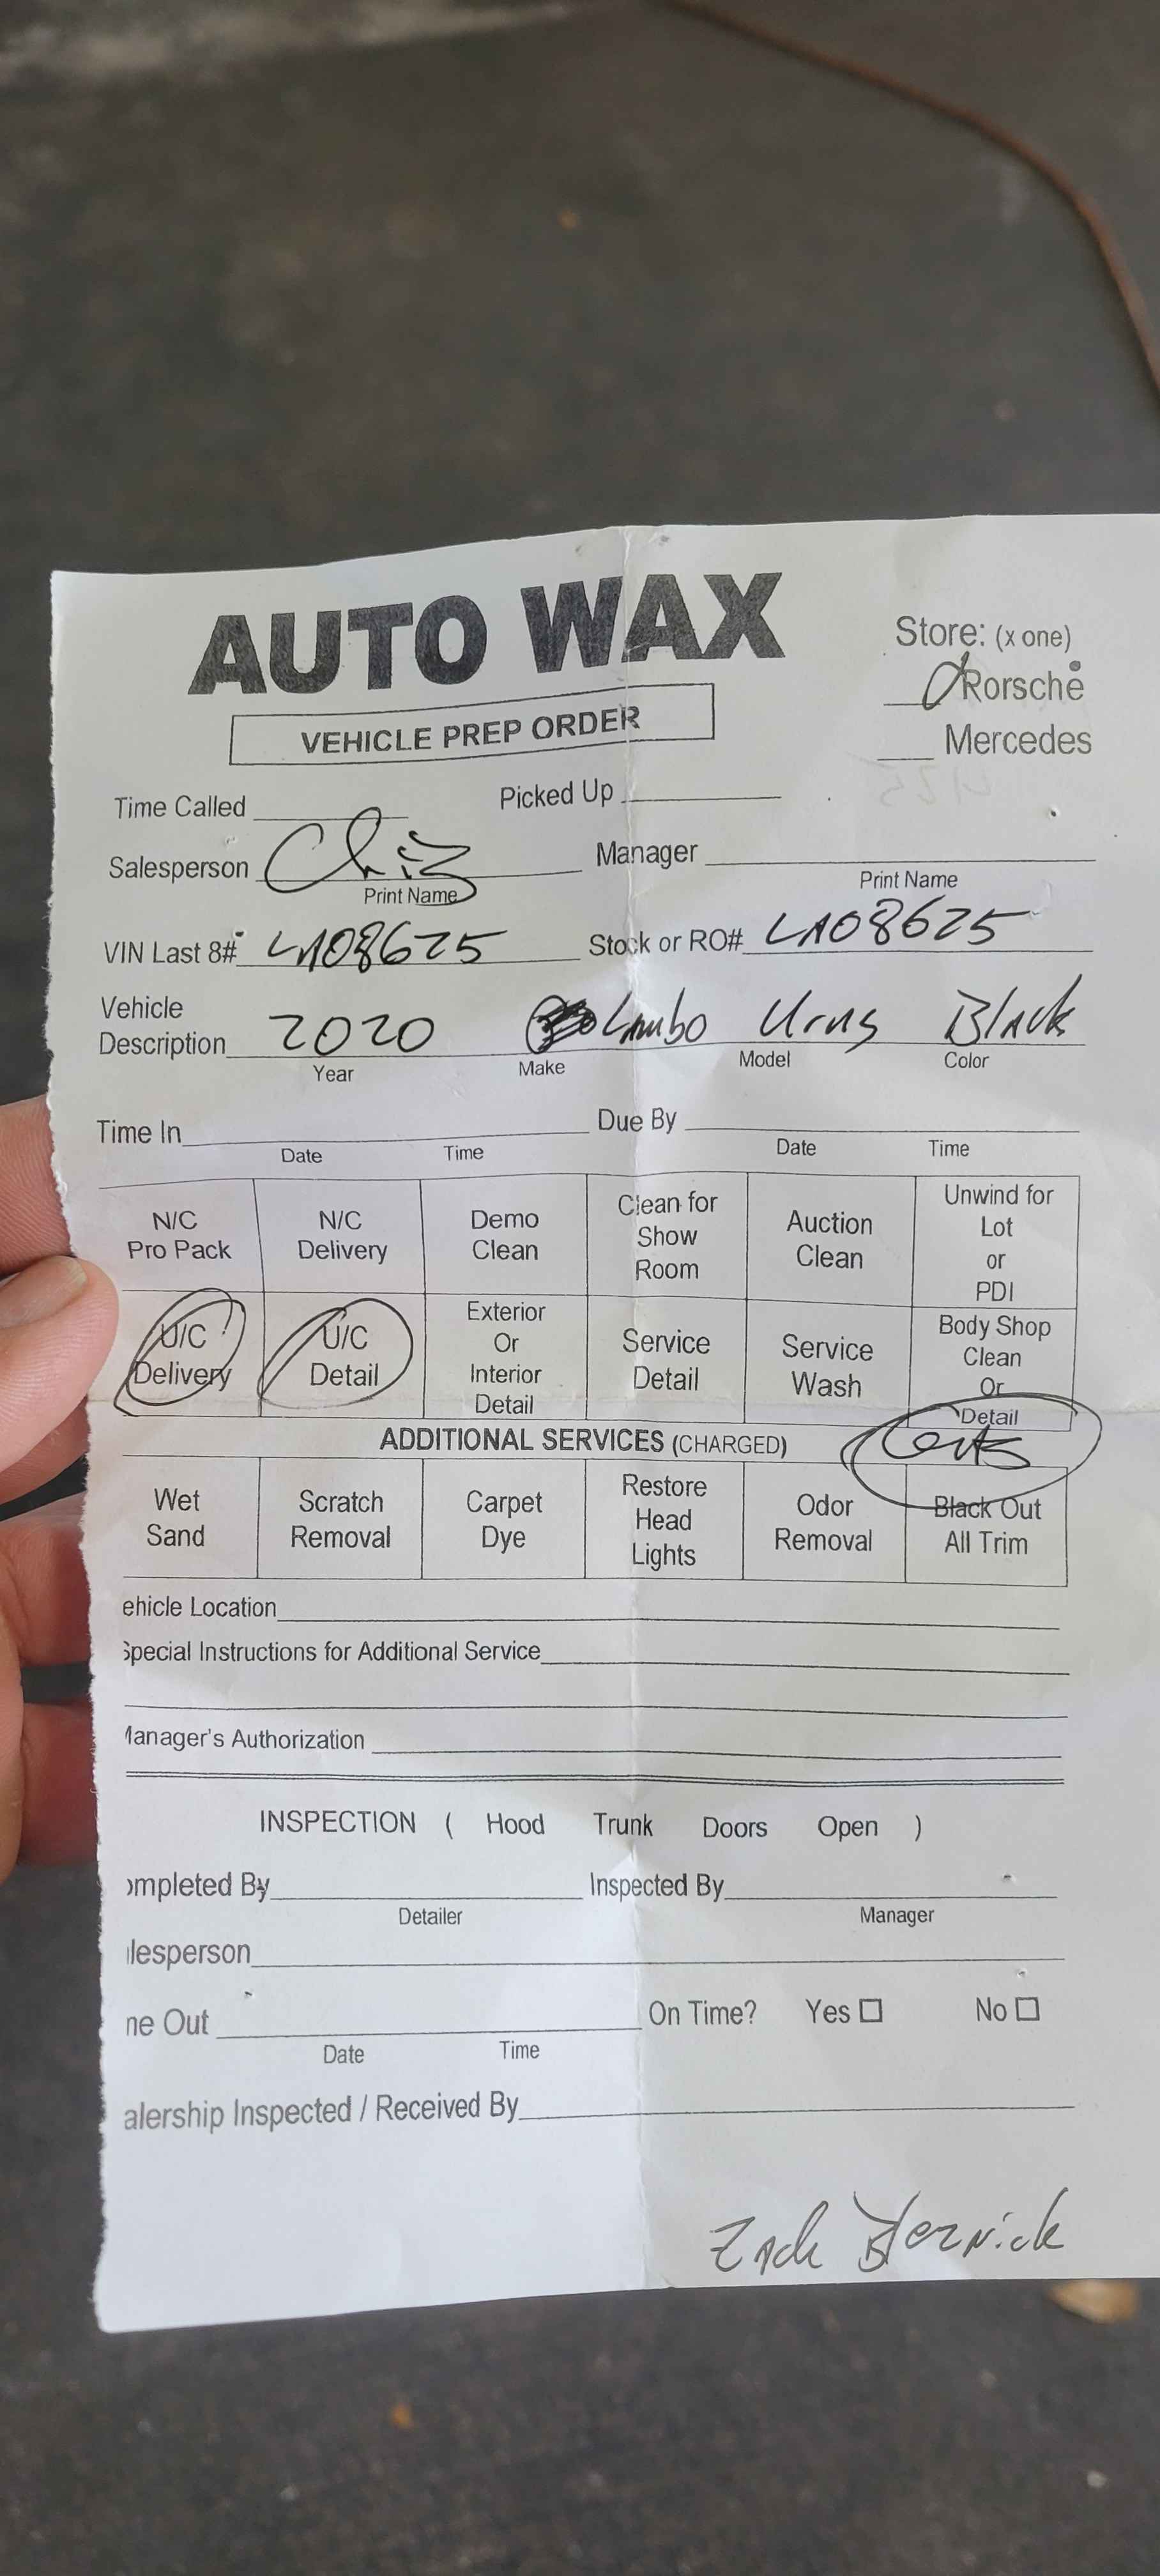 AUTO WAX
VEHICLE PREP ORDER
Store: (x one)
Porsche
Mercedes
Time Called Picked Up
Salesperson Manager
Print Name Print Name
VIN Last 8# LA08625 Stock or RO# LA08625
Vehicle
Description 2020 Lambo Urus Black
Year Make Model Color
Time In Due By
Date Time Date Time
N/C Pro Pack N/C Delivery Demo Clean Clean for Show Room Auction Clean Unwind for Lot or PDI
U/C Delivery U/C Detail Exterior Or Interior Detail Service Detail Service Wash Body Shop Clean Or Detail
ADDITIONAL SERVICES (CHARGED)
Wet Sand Scratch Removal Carpet Dye Restore Head Lights Odor Removal Black Out All Trim
ehicle Location
Special Instructions for Additional Service
Manager's Authorization
INSPECTION ( Hood Trunk Doors Open )
ompleted By Inspected By
Detailer Manager
lesperson
me Out On Time? Yes No
Date Time
alership Inspected / Received By
Zach